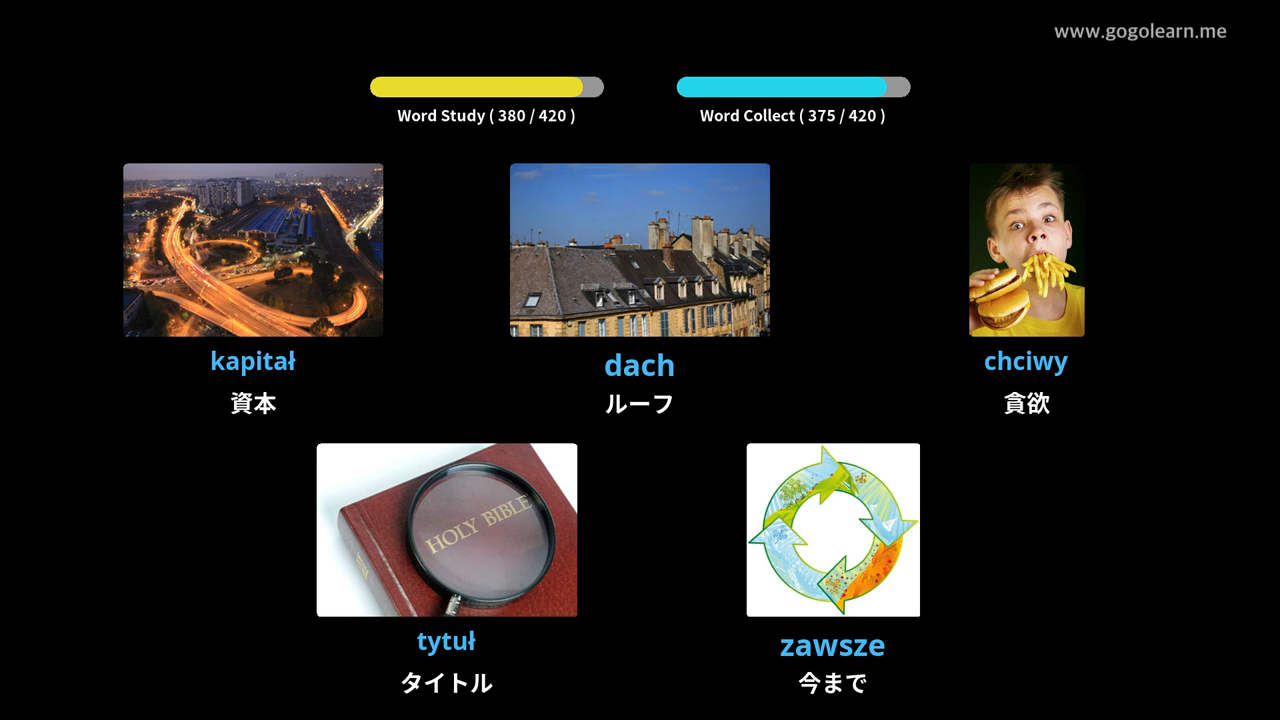 www.gogolearn.me
Word Study ( 380 / 420 )
Word Collect ( 375 / 420 )
kapitał
資本
dach
ルーフ
chciwy
貪欲
HOLY BIBLE
tytuł
タイトル
zawsze
今まで